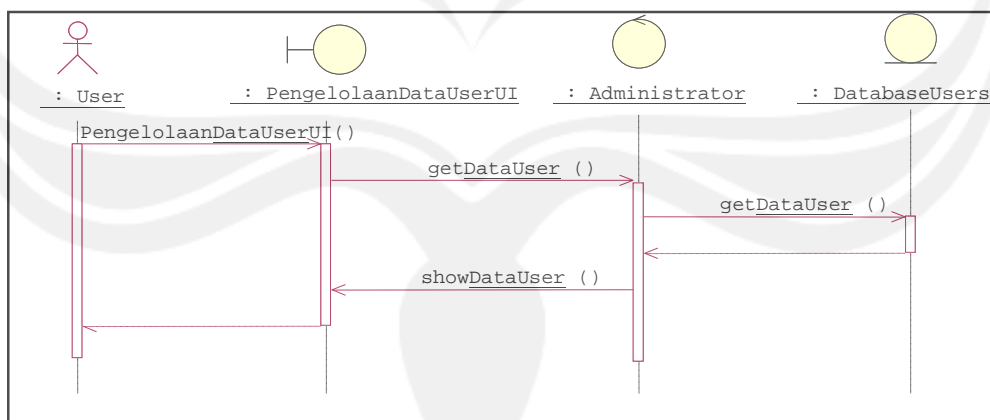 : User
: PengelolaanDataUserUI
: Administrator
: DatabaseUsers
PengelolaanDataUserUI()
getDataUser ()
getDataUser ()
showDataUser ()